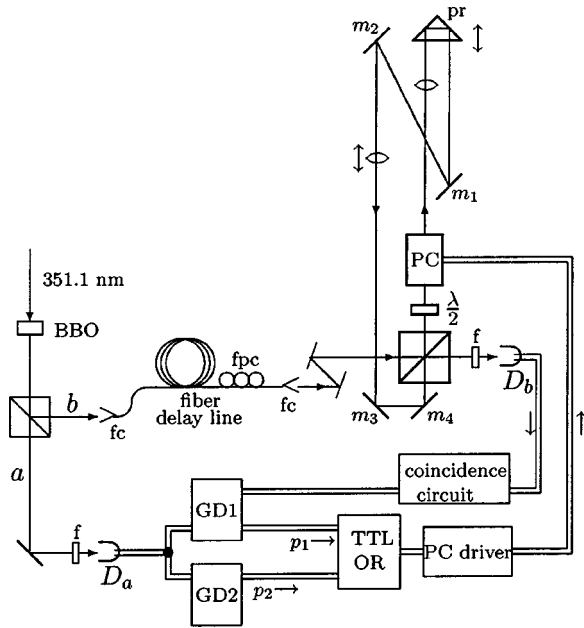 pr
m2
m1
PC
351.1 nm
λ/2
BBO
fpc
f
b
fiber
delay line
fc
fc
Db
m3
m4
a
coincidence
circuit
f
GD1
Da
p1→
TTL
OR
PC driver
GD2
p2→